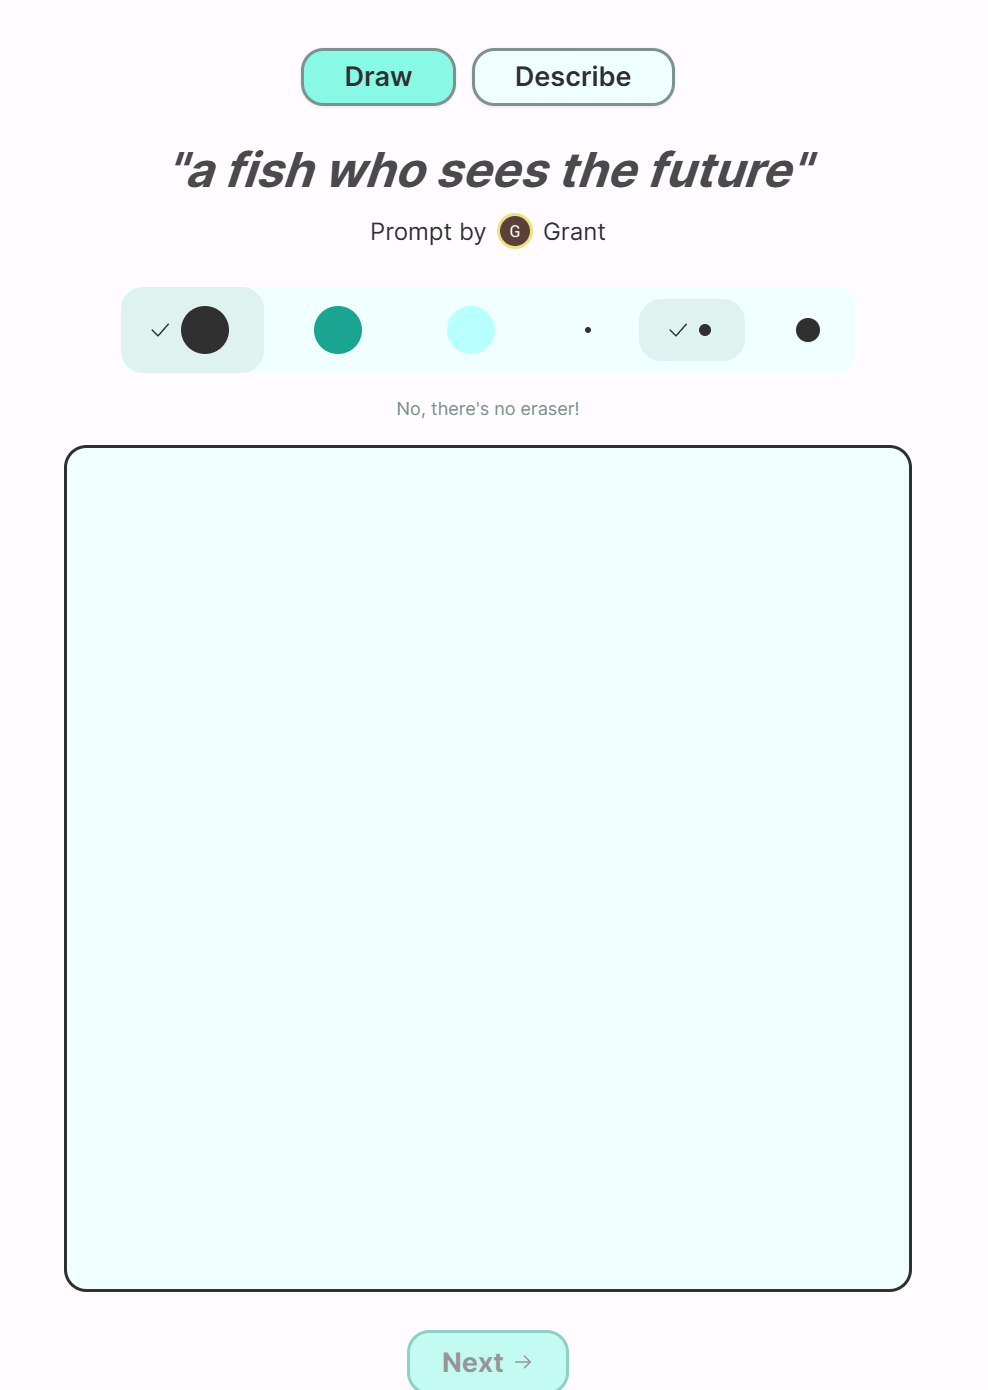 Draw Describe
"a fish who sees the future"
Prompt by G Grant
No, there's no eraser!
Next →